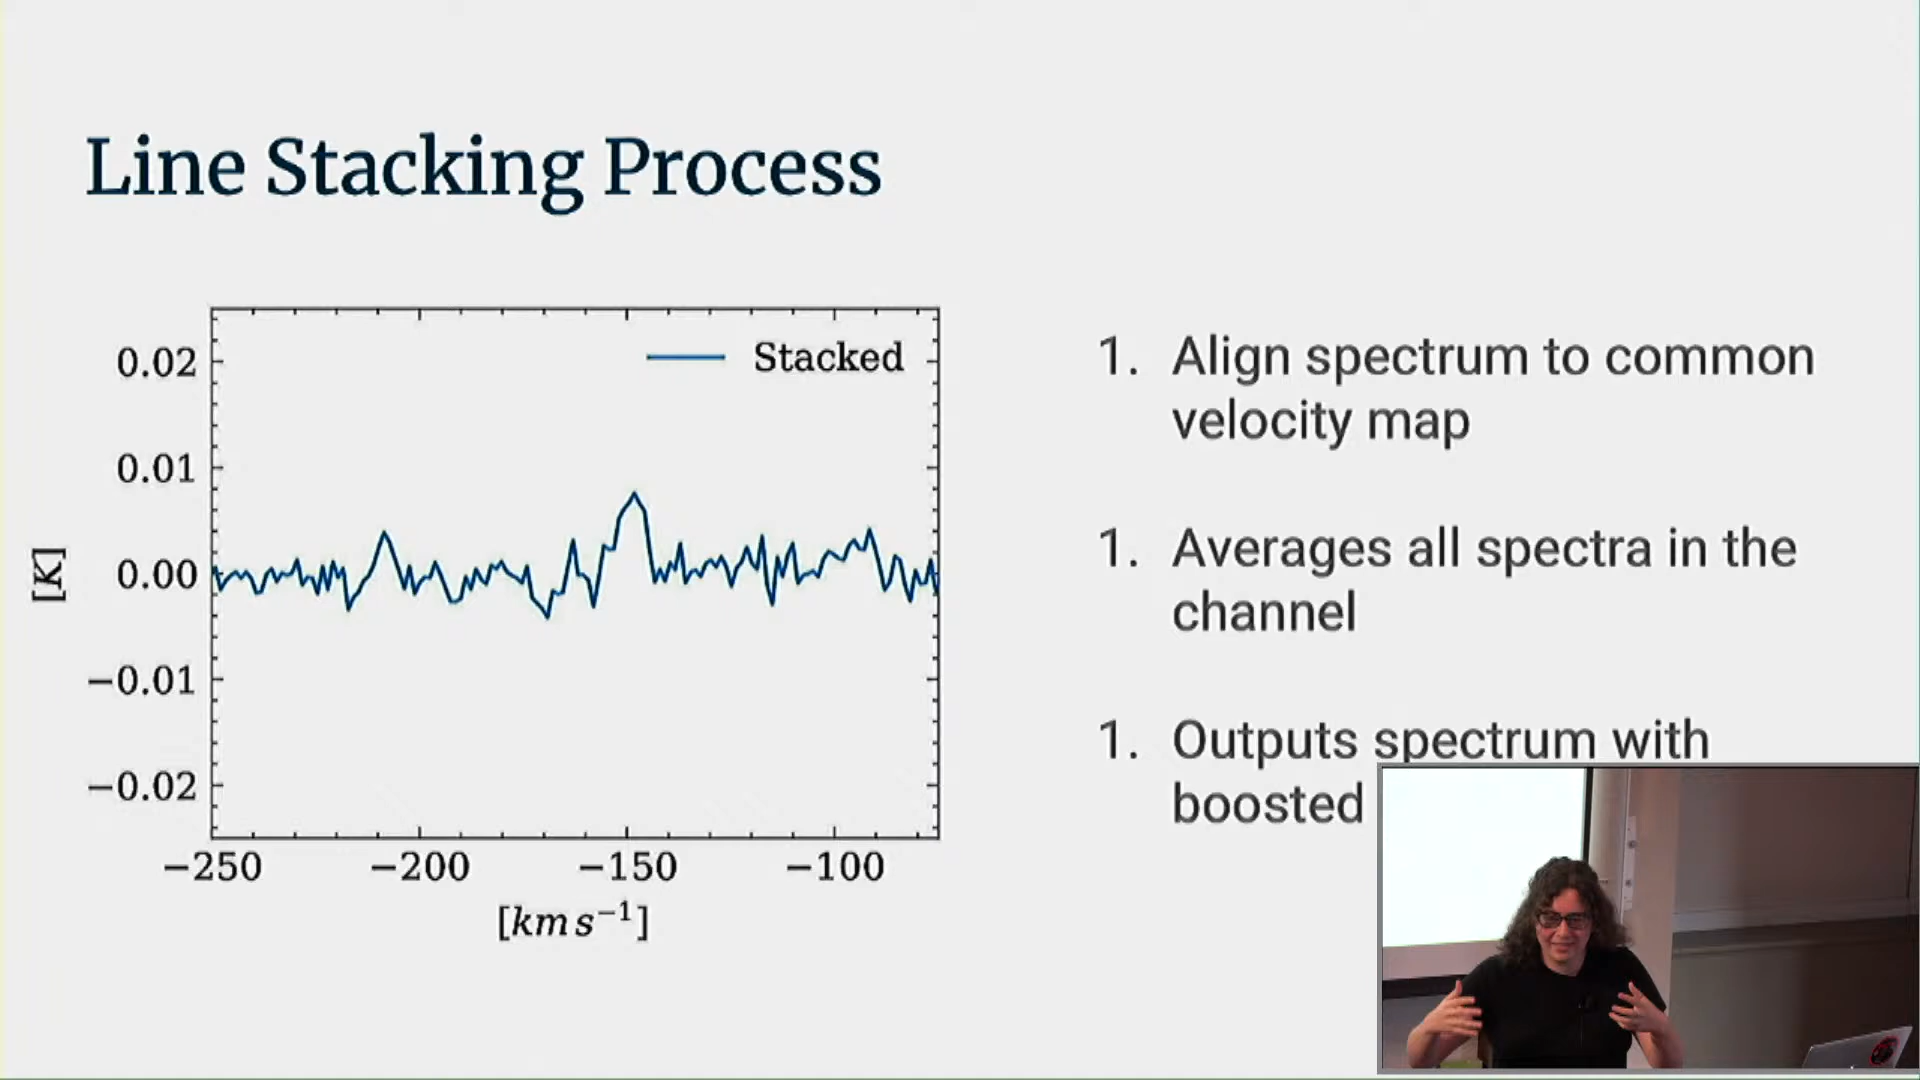 Line Stacking Process
Stacked
0.02
0.01
0.00
−0.01
−0.02
[K]
−250 −200 −150 −100
[km s⁻¹]
1. Align spectrum to common
velocity map
1. Averages all spectra in the
channel
1. Outputs spectrum with
boosted